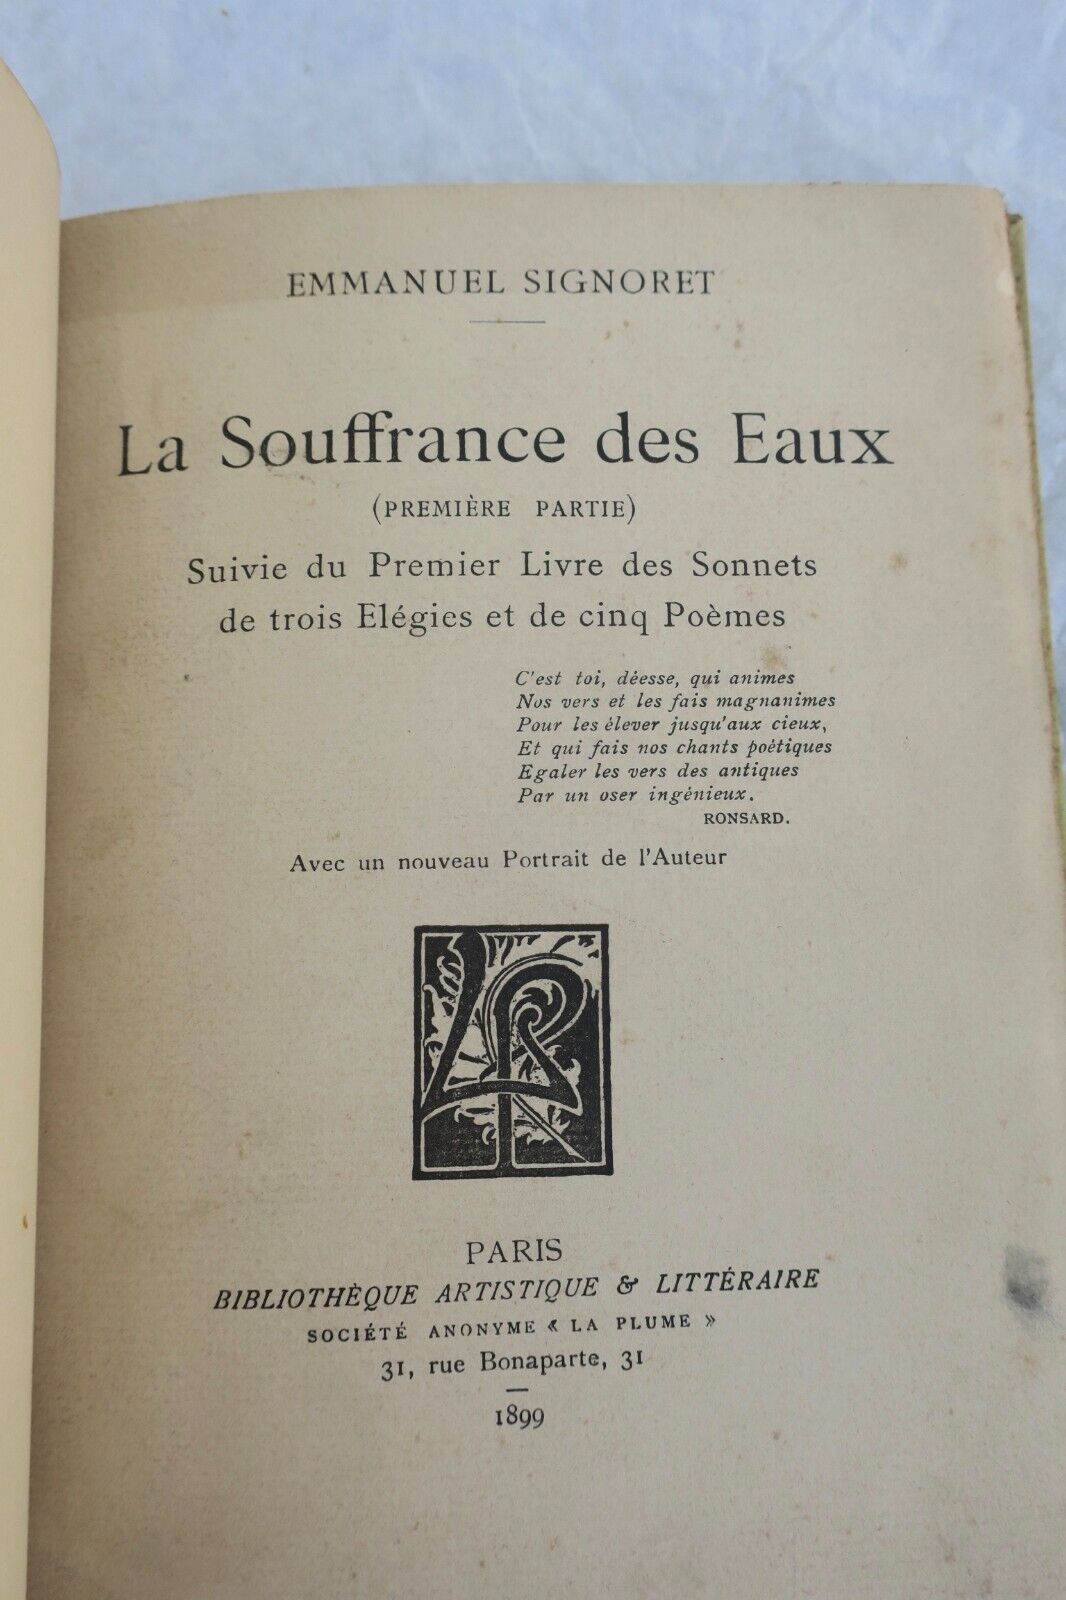 EMMANUEL SIGNORET
La Souffrance des Eaux
(PREMIÈRE PARTIE)
Suivie du Premier Livre des Sonnets
de trois Elégies et de cinq Poèmes
C'est toi, déesse, qui animes
Nos vers et les fais magnanimes
Pour les élever jusqu'aux cieux,
Et qui fais nos chants poëtiques
Egaler les vers des antiques
Par un oser ingénieux.
RONSARD.
Avec un nouveau Portrait de l'Auteur
PARIS
BIBLIOTHÈQUE ARTISTIQUE & LITTÉRAIRE
SOCIÉTÉ ANONYME « LA PLUME »
31, rue Bonaparte, 31
1899